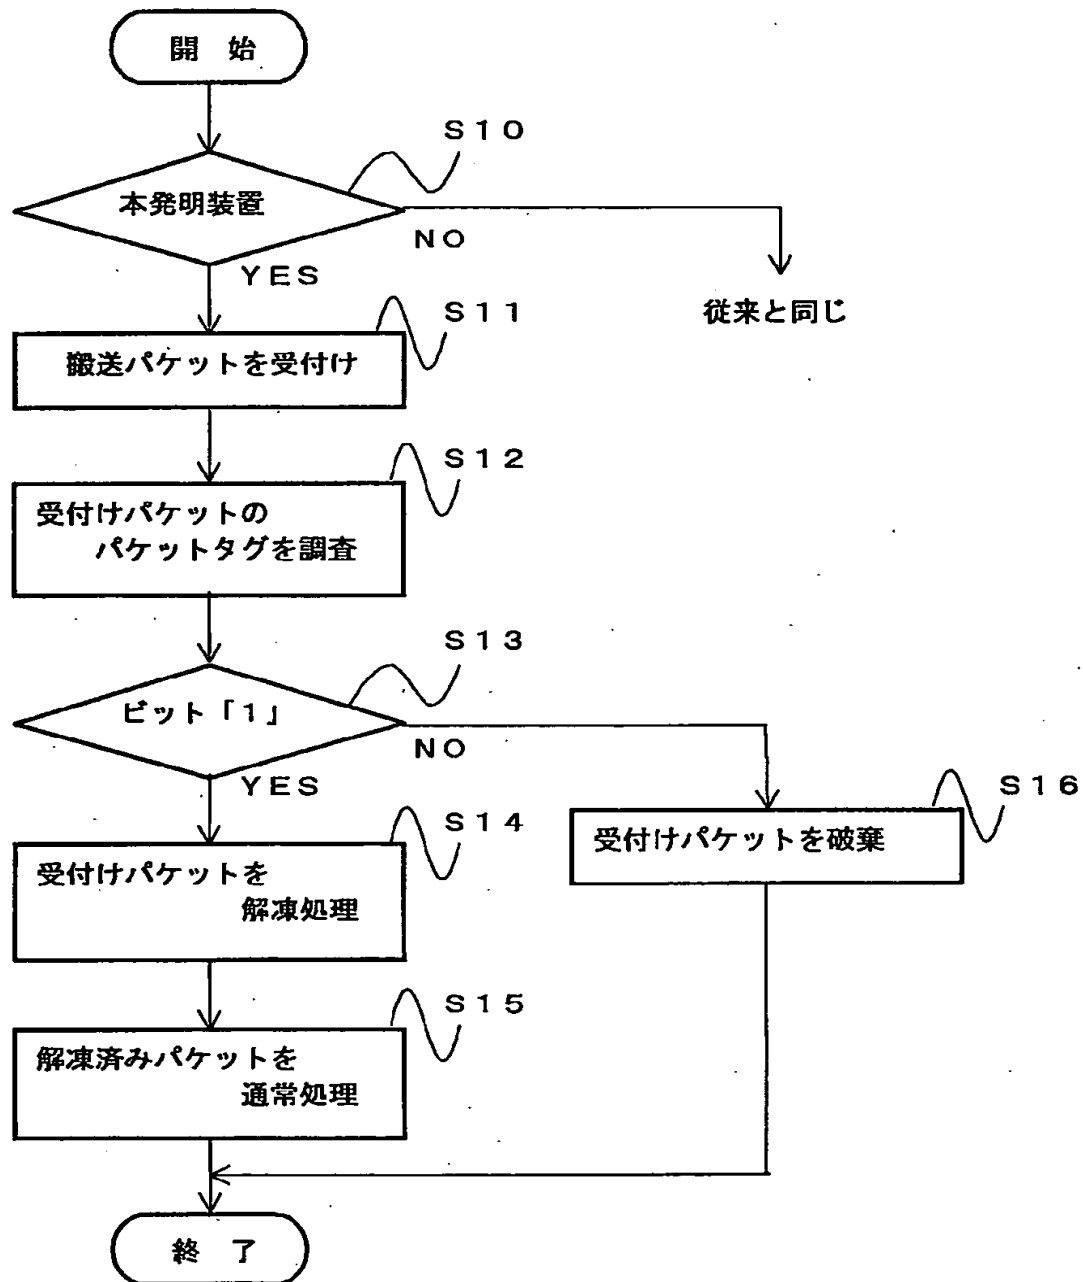 開 始
S10
本発明装置
NO
YES
従来と同じ
S11
搬送パケットを受付け
S12
受付けパケットの
パケットタグを調査
S13
ビット「1」
NO
YES
S16
受付けパケットを破棄
S14
受付けパケットを
解凍処理
S15
解凍済みパケットを
通常処理
終 了